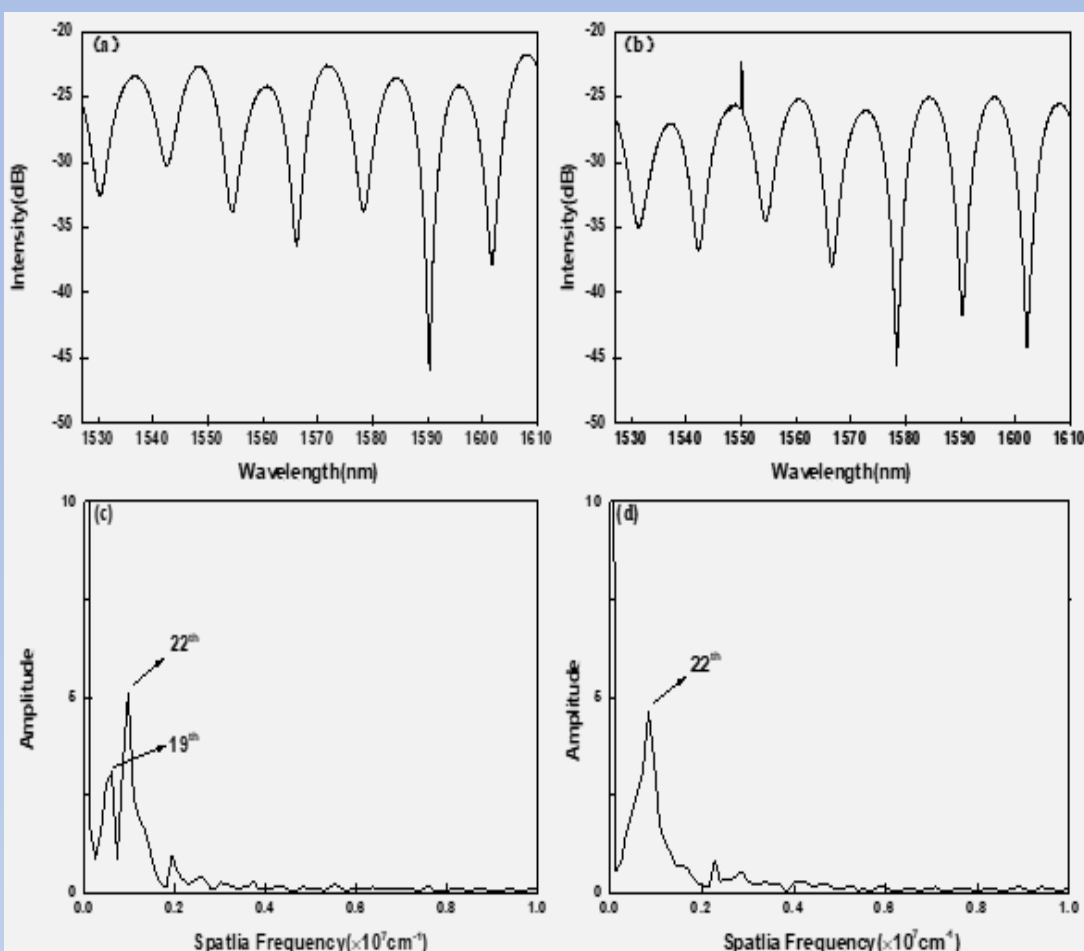 (a)
-20
-25
-30
-35
-40
-45
-50
Intensity(dB)
1530 1540 1550 1560 1570 1580 1590 1600 1610
Wavelength(nm)
(b)
-20
-25
-30
-35
-40
-45
-50
Intensity(dB)
1530 1540 1550 1560 1570 1580 1590 1600 1610
Wavelength(nm)
(c)
10
5
0
Amplitude
22th
19th
0.0 0.2 0.4 0.6 0.8 1.0
Spatlia Frequency(×10⁷cm⁻¹)
(d)
10
5
0
Amplitude
22th
0.0 0.2 0.4 0.6 0.8 1.0
Spatlia Frequency(×10⁷cm⁻¹)